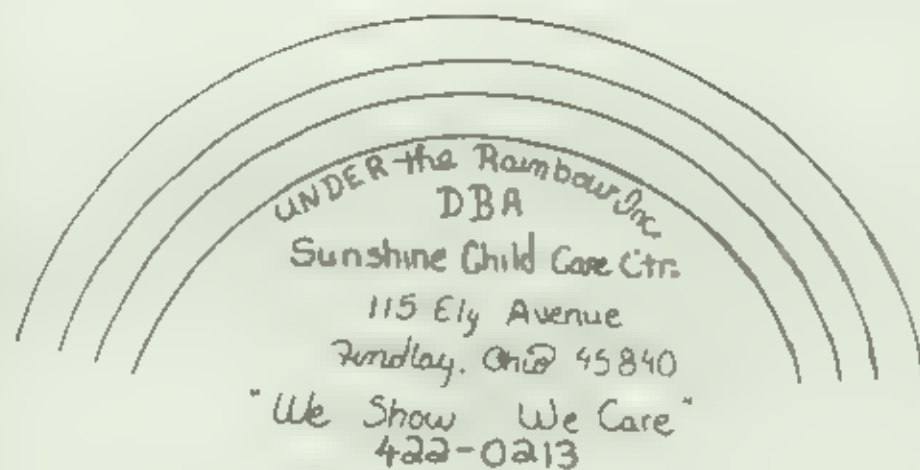 UNDER the Rainbow Inc
DBA
Sunshine Child Care Ctr.
115 Ely Avenue
Findlay, Ohio 45840
"We Show We Care"
422-0213